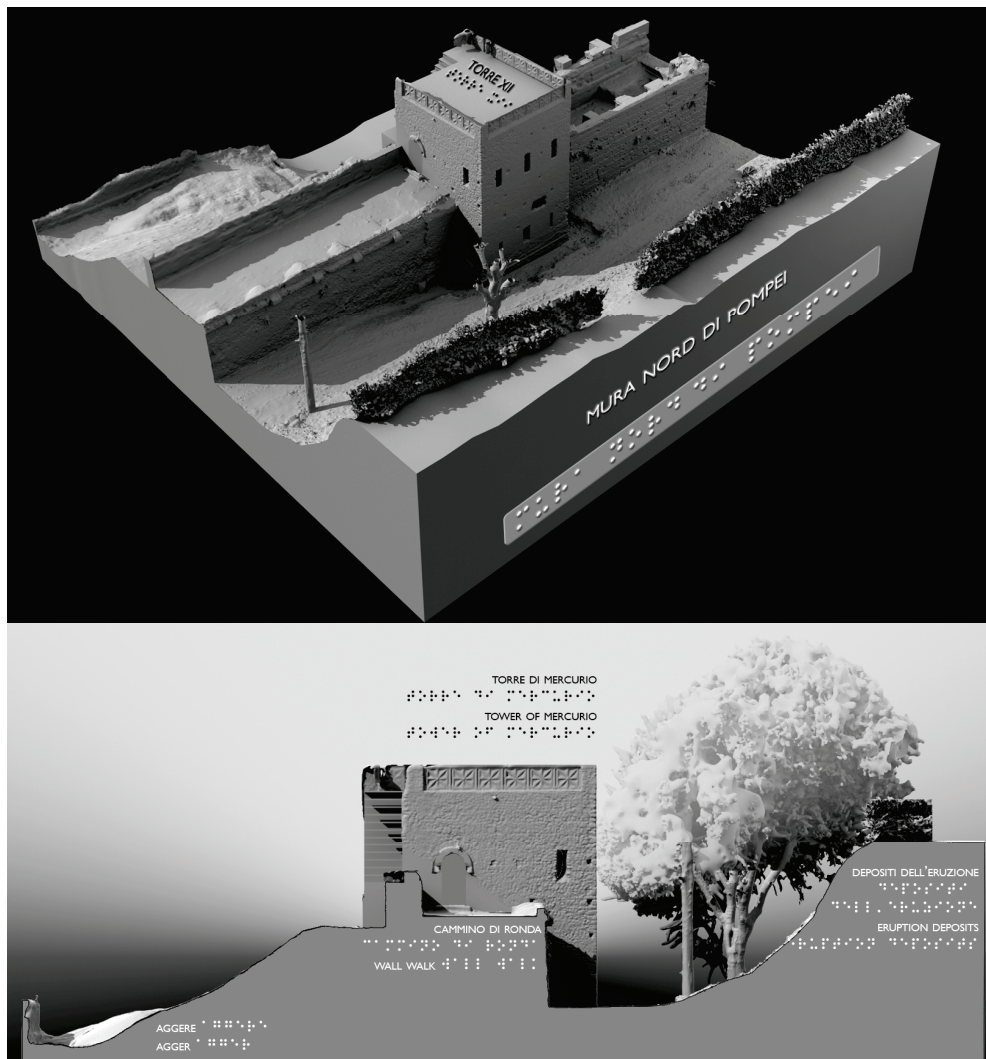 TORRE XII
MURA NORD DI POMPEI
TORRE DI MERCURIO
⠞⠕⠗⠗⠑ ⠙⠊ ⠍⠑⠗⠉⠥⠗⠊⠕
TOWER OF MERCURIO
⠞⠕⠺⠑⠗ ⠕⠋ ⠍⠑⠗⠉⠥⠗⠊⠕
DEPOSITI DELL'ERUZIONE
ERUPTION DEPOSITS
CAMMINO DI RONDA
⠉⠁⠍⠍⠊⠝⠕ ⠙⠊ ⠗⠕⠝⠙⠁
WALL WALK
AGGERE ⠁⠛⠛⠑⠗⠑
AGGER ⠁⠛⠛⠑⠗